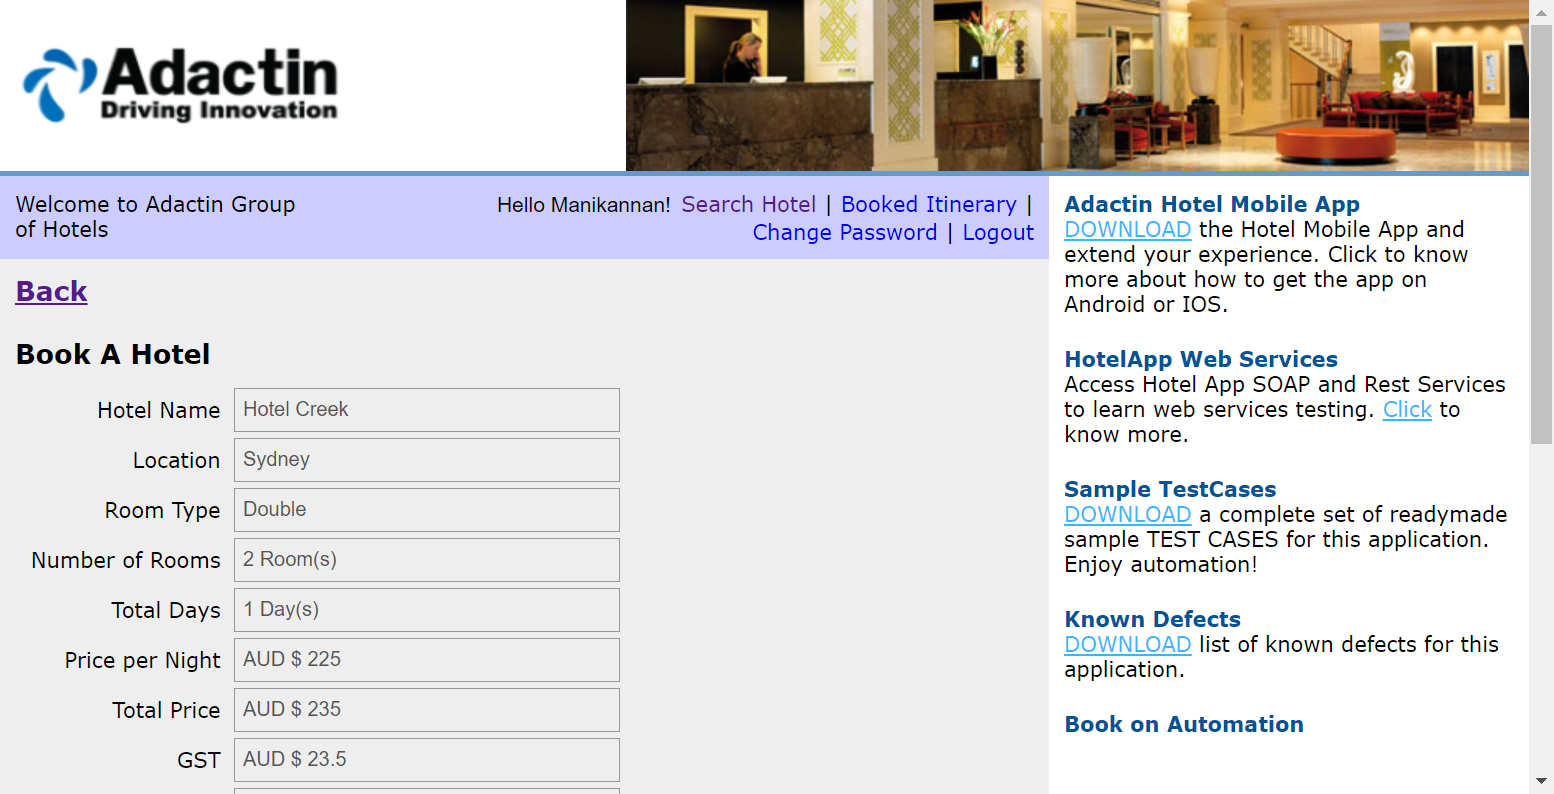 Adactin
Driving Innovation
Welcome to Adactin Group
of Hotels
Hello Manikannan! Search Hotel | Booked Itinerary |
Change Password | Logout
Back
Book A Hotel
Hotel Name Hotel Creek
Location Sydney
Room Type Double
Number of Rooms 2 Room(s)
Total Days 1 Day(s)
Price per Night AUD $ 225
Total Price AUD $ 235
GST AUD $ 23.5
Adactin Hotel Mobile App
DOWNLOAD the Hotel Mobile App and
extend your experience. Click to know
more about how to get the app on
Android or IOS.
HotelApp Web Services
Access Hotel App SOAP and Rest Services
to learn web services testing. Click to
know more.
Sample TestCases
DOWNLOAD a complete set of readymade
sample TEST CASES for this application.
Enjoy automation!
Known Defects
DOWNLOAD list of known defects for this
application.
Book on Automation